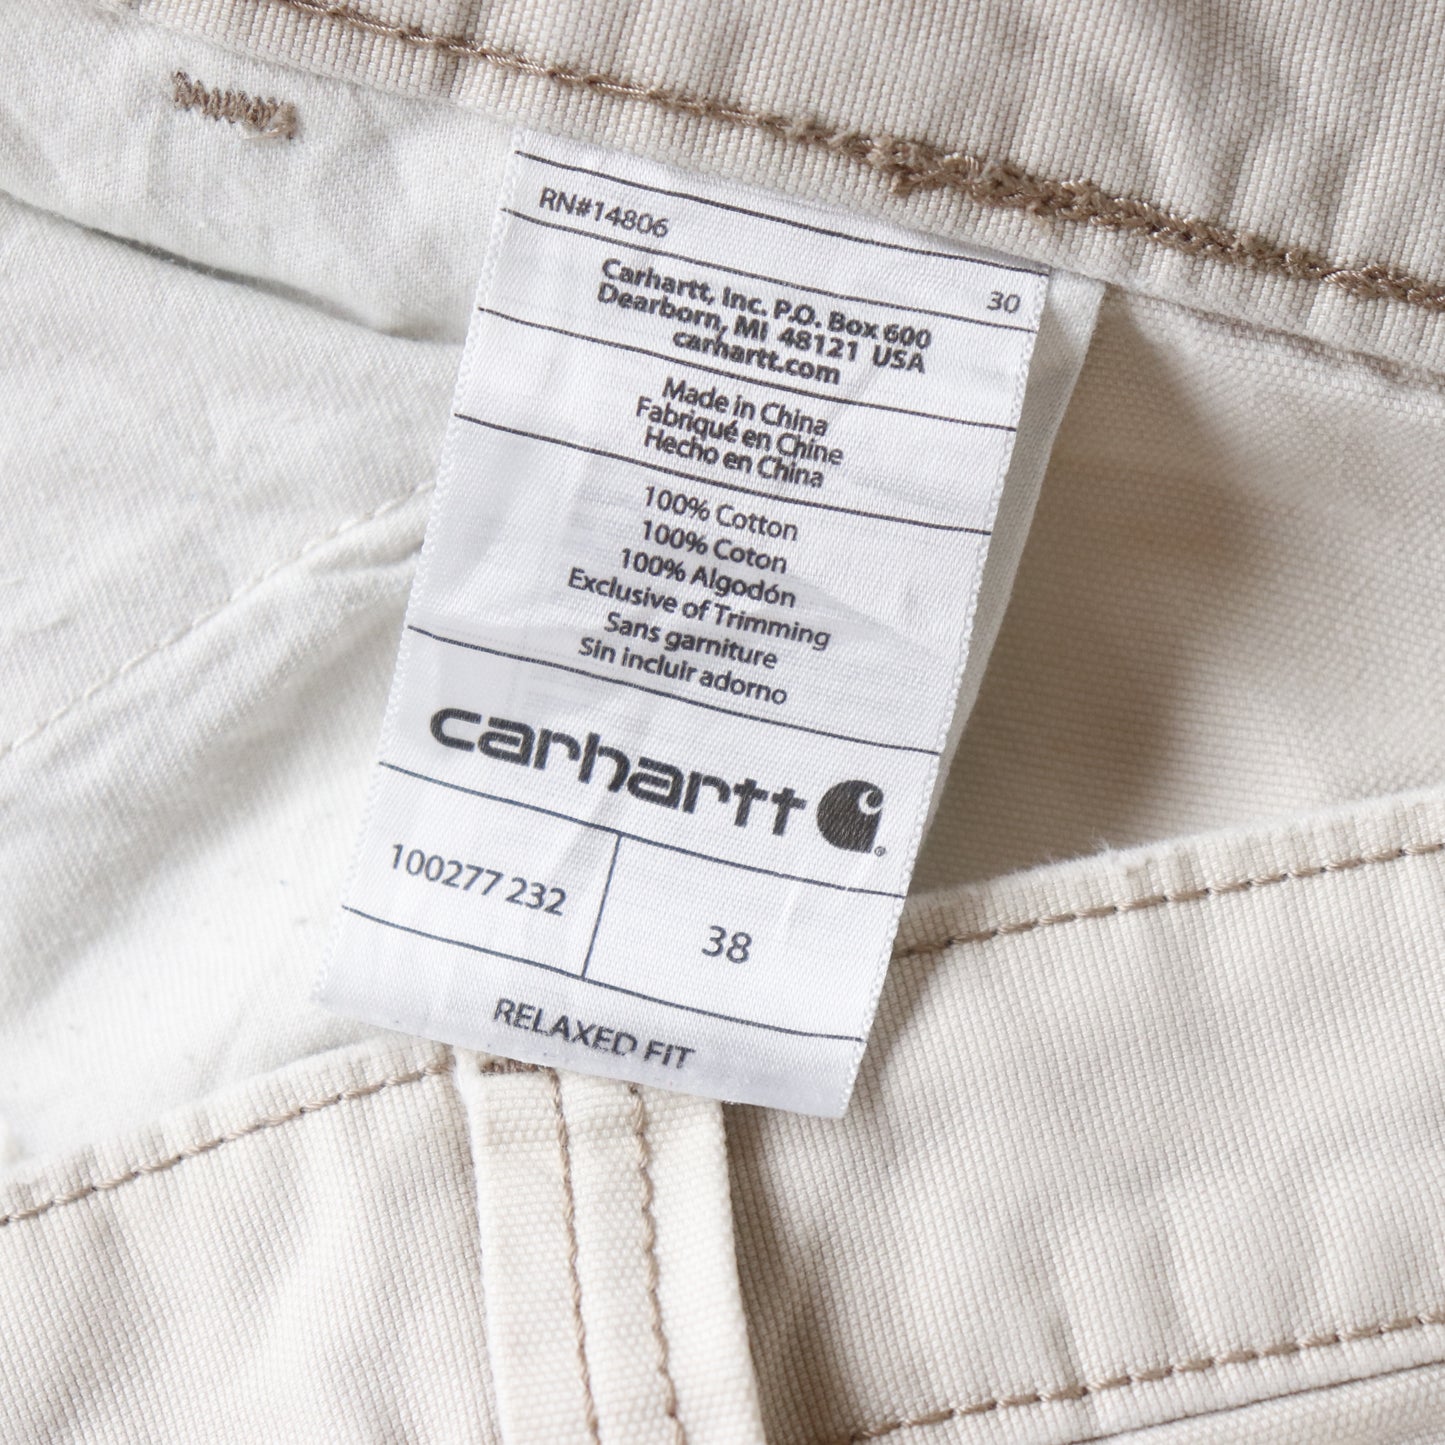 RN#14806
30
Carhartt, Inc. P.O. Box 600
Dearborn, MI 48121 USA
carhartt.com
Made in China
Fabriqué en Chine
Hecho en China
100% Cotton
100% Coton
100% Algodón
Exclusive of Trimming
Sans garniture
Sin incluir adorno
carhartt
100277 232
38
RELAXED FIT